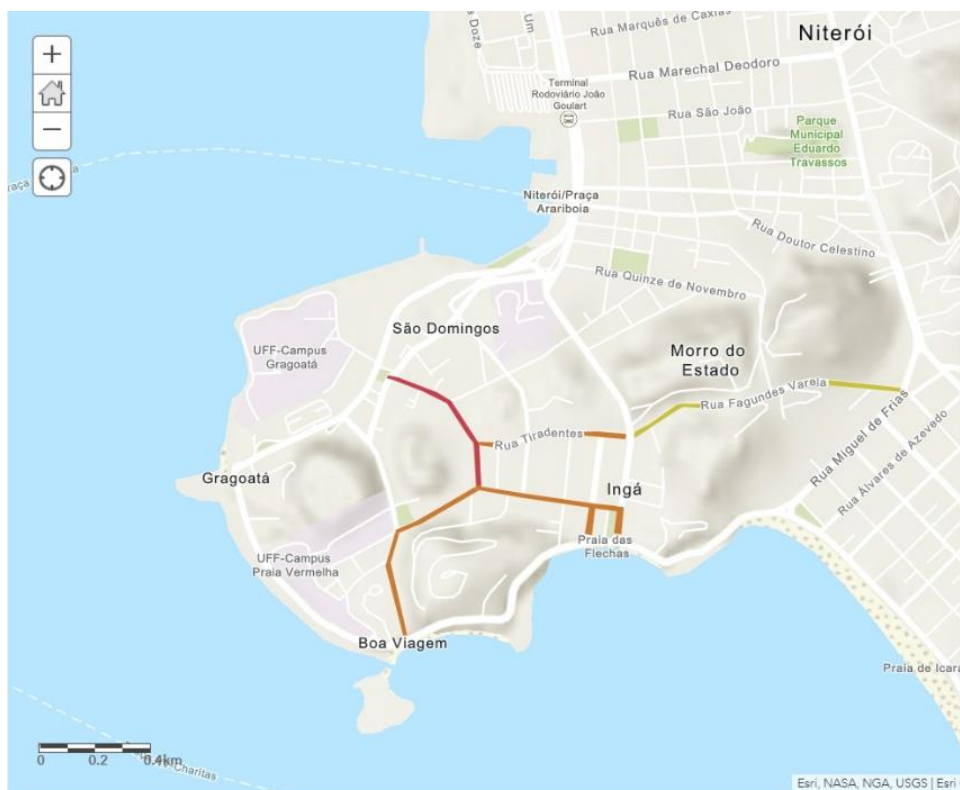 Rua Marquês de Caxias
Niterói
Doze
Um
Rua Marechal Deodoro
Terminal
Rodoviário João
Goulart
Rua São João
Parque
Municipal
Eduardo
Travassos
Niterói/Praça
Arariboia
Rua Doutor Celestino
Rua Quinze de Novembro
São Domingos
UFF-Campus
Gragoatá
Morro do
Estado
Rua Fagundes Varela
Rua Tiradentes
Rua Miguel de Frias
Rua Álvares de Azevedo
Gragoatá
Ingá
Praia das
Flechas
UFF-Campus
Praia Vermelha
Boa Viagem
Praia de Icara
Charitas
0 0.2 0.4km
Esri, NASA, NGA, USGS | Esri